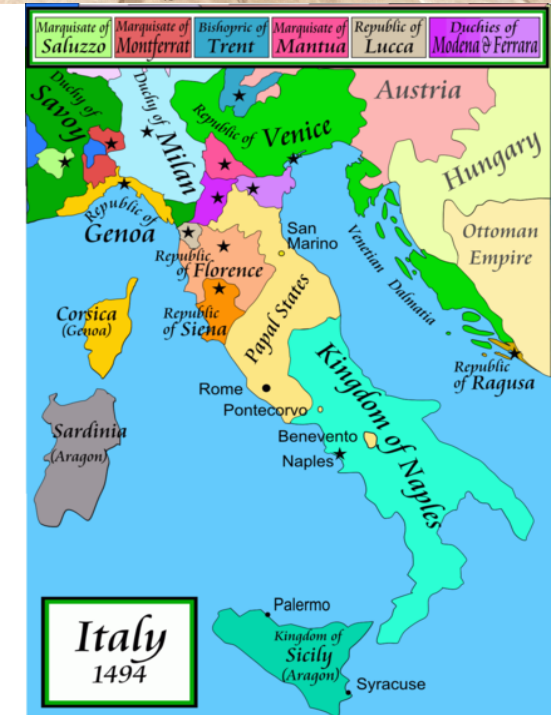 Marquisate of
Saluzzo
Marquisate of
Montferrat
Bishopric of
Trent
Marquisate of
Mantua
Republic of
Lucca
Duchies of
Modena & Ferrara
Duchy of
Savoy
Duchy of
Milan
Republic of
Venice
Austria
Hungary
Ottoman
Empire
Republic of
Genoa
San
Marino
Venetian
Dalmatia
Republic
of Florence
Republic
of Siena
Papal States
Corsica
(Genoa)
Republic
of Ragusa
Kingdom of Naples
Rome
Pontecorvo
Benevento
Naples
Sardinia
(Aragon)
Palermo
Kingdom of
Sicily
(Aragon)
Syracuse
Italy
1494